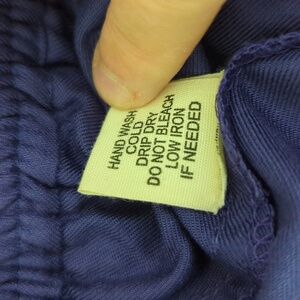 HAND WASH
COLD
DRIP DRY
DO NOT BLEACH
LOW IRON
IF NEEDED